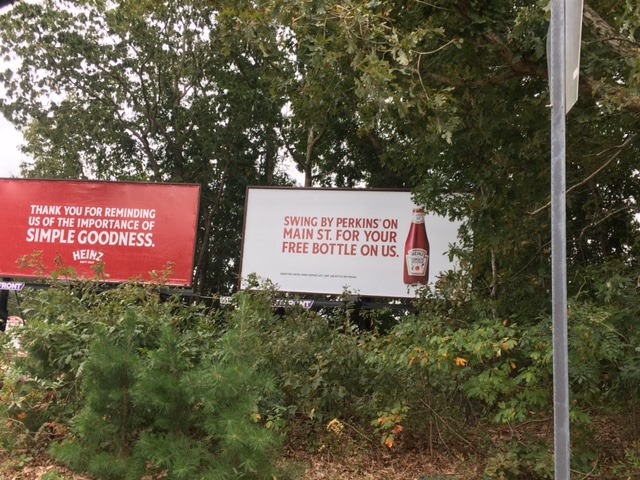 THANK YOU FOR REMINDING
US OF THE IMPORTANCE OF
SIMPLE GOODNESS.
HEINZ
SWING BY PERKINS' ON
MAIN ST. FOR YOUR
FREE BOTTLE ON US.
HEINZ
FRONT